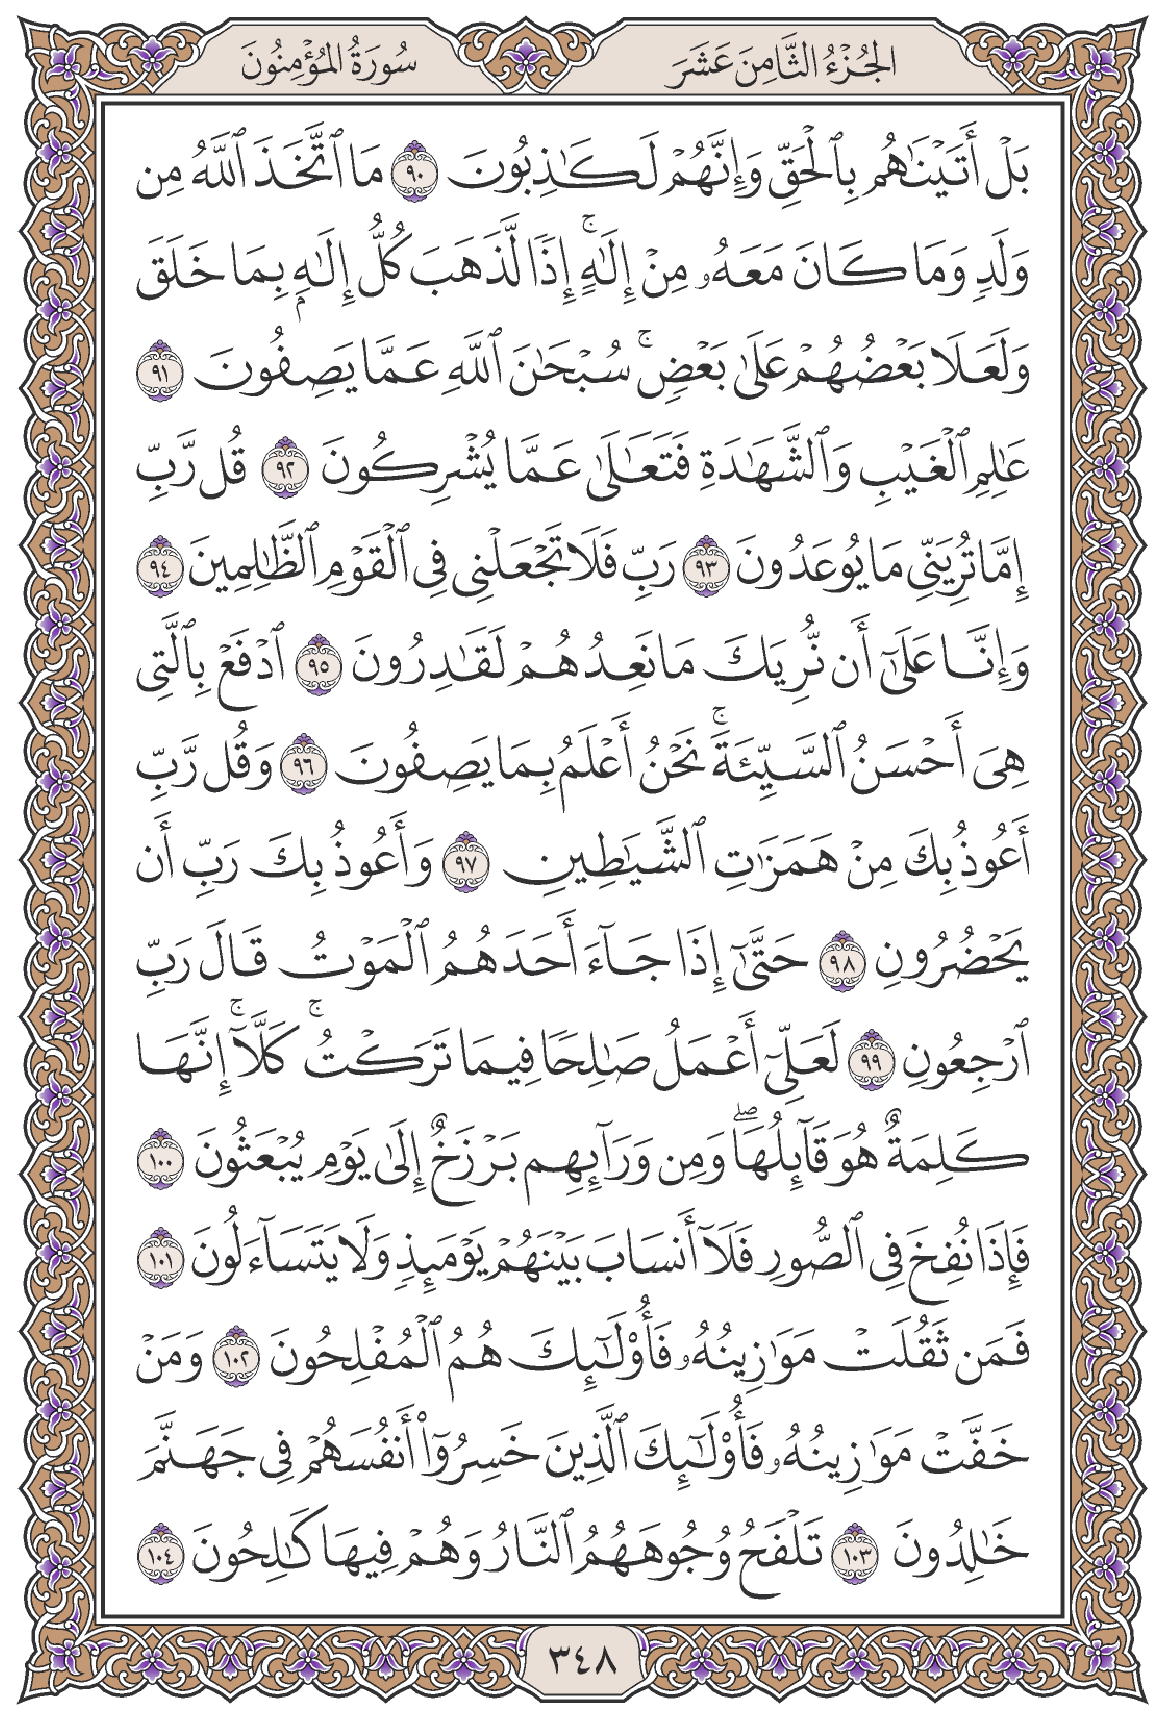 الجُزْءُ الثَّامِنَ عَشَرَ
سُورَةُ المُؤْمِنُونَ
بَلْ أَتَيْنَٰهُم بِٱلْحَقِّ وَإِنَّهُمْ لَكَٰذِبُونَ ٩٠ مَا ٱتَّخَذَ ٱللَّهُ مِن
وَلَدٍ وَمَا كَانَ مَعَهُۥ مِنْ إِلَٰهٍۚ إِذًا لَّذَهَبَ كُلُّ إِلَٰهٍۭ بِمَا خَلَقَ
وَلَعَلَا بَعْضُهُمْ عَلَىٰ بَعْضٍۚ سُبْحَٰنَ ٱللَّهِ عَمَّا يَصِفُونَ ٩١
عَٰلِمِ ٱلْغَيْبِ وَٱلشَّهَٰدَةِ فَتَعَٰلَىٰ عَمَّا يُشْرِكُونَ ٩٢ قُل رَّبِّ
إِمَّا تُرِيَنِّي مَا يُوعَدُونَ ٩٣ رَبِّ فَلَا تَجْعَلْنِي فِي ٱلْقَوْمِ ٱلظَّٰلِمِينَ ٩٤
وَإِنَّا عَلَىٰٓ أَن نُّرِيَكَ مَا نَعِدُهُمْ لَقَٰدِرُونَ ٩٥ ٱدْفَعْ بِٱلَّتِي
هِيَ أَحْسَنُ ٱلسَّيِّئَةَۚ نَحْنُ أَعْلَمُ بِمَا يَصِفُونَ ٩٦ وَقُل رَّبِّ
أَعُوذُ بِكَ مِنْ هَمَزَٰتِ ٱلشَّيَٰطِينِ ٩٧ وَأَعُوذُ بِكَ رَبِّ أَن
يَحْضُرُونِ ٩٨ حَتَّىٰٓ إِذَا جَآءَ أَحَدَهُمُ ٱلْمَوْتُ قَالَ رَبِّ
ٱرْجِعُونِ ٩٩ لَعَلِّيٓ أَعْمَلُ صَٰلِحًا فِيمَا تَرَكْتُۚ كَلَّآۚ إِنَّهَا
كَلِمَةٌ هُوَ قَآئِلُهَاۖ وَمِن وَرَآئِهِم بَرْزَخٌ إِلَىٰ يَوْمِ يُبْعَثُونَ ١٠٠
فَإِذَا نُفِخَ فِي ٱلصُّورِ فَلَآ أَنسَابَ بَيْنَهُمْ يَوْمَئِذٍ وَلَا يَتَسَآءَلُونَ ١٠١
فَمَن ثَقُلَتْ مَوَٰزِينُهُۥ فَأُوْلَٰٓئِكَ هُمُ ٱلْمُفْلِحُونَ ١٠٢ وَمَنْ
خَفَّتْ مَوَٰزِينُهُۥ فَأُوْلَٰٓئِكَ ٱلَّذِينَ خَسِرُوٓاْ أَنفُسَهُمْ فِي جَهَنَّمَ
خَٰلِدُونَ ١٠٣ تَلْفَحُ وُجُوهَهُمُ ٱلنَّارُ وَهُمْ فِيهَا كَٰلِحُونَ ١٠٤
٣٤٨